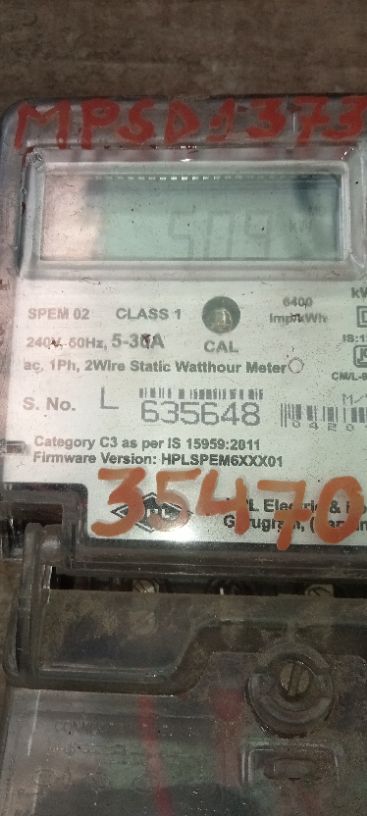 MPSD1373
509
SPEM 02 CLASS 1 6400
Imp/kWh
240V, 50Hz, 5-30A CAL
ac, 1Ph, 2Wire Static Watthour Meter
S. No. L 635648
Category C3 as per IS 15959:2011
Firmware Version: HPLSPEM6XXX01
35470